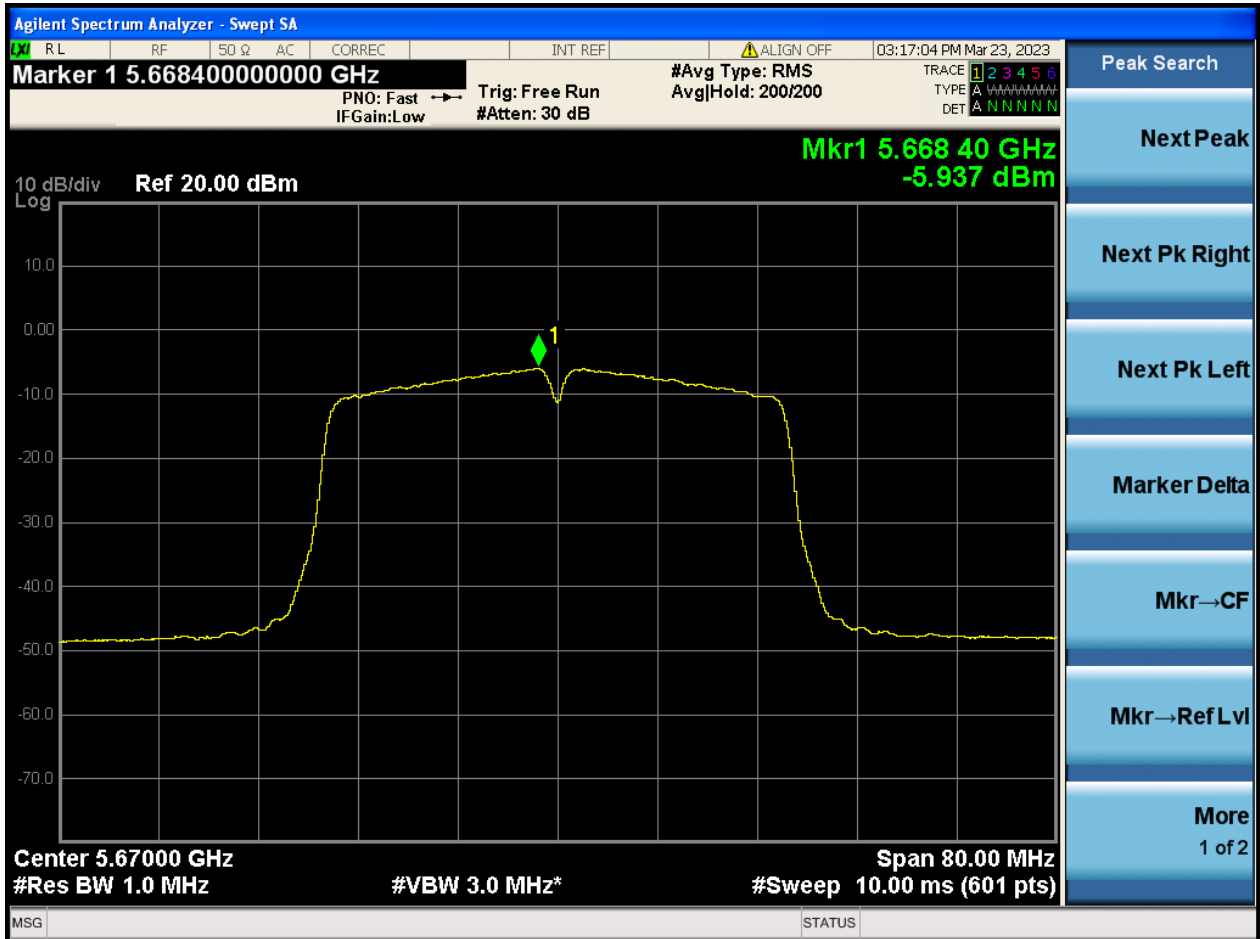 Agilent Spectrum Analyzer - Swept SA
LXI RL RF 50 Ω AC CORREC INT REF ALIGN OFF 03:17:04 PM Mar 23, 2023
Marker 1 5.668400000000 GHz
PNO: Fast
IFGain:Low
Trig: Free Run
#Atten: 30 dB
#Avg Type: RMS
Avg|Hold: 200/200
TRACE 1 2 3 4 5 6
TYPE A WWWWW
DET A N N N N N
Mkr1 5.668 40 GHz
-5.937 dBm
10 dB/div Ref 20.00 dBm
Log
10.0
0.00
-10.0
-20.0
-30.0
-40.0
-50.0
-60.0
-70.0
1
Center 5.67000 GHz Span 80.00 MHz
#Res BW 1.0 MHz #VBW 3.0 MHz* #Sweep 10.00 ms (601 pts)
MSG STATUS
Peak Search
Next Peak
Next Pk Right
Next Pk Left
Marker Delta
Mkr→CF
Mkr→Ref Lvl
More
1 of 2